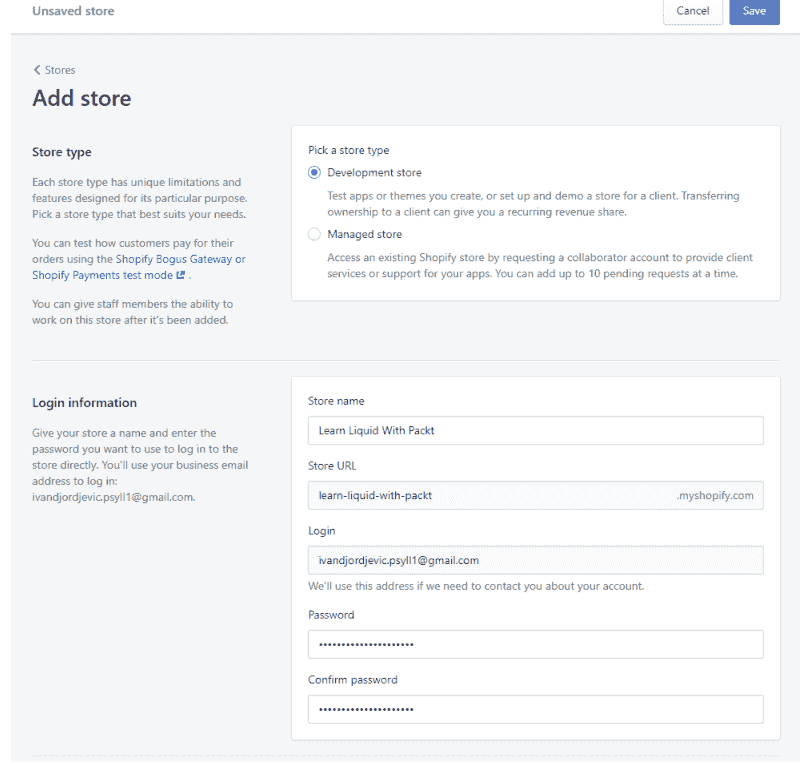 Unsaved store
Cancel
Save
Stores
Add store
Store type
Each store type has unique limitations and
features designed for its particular purpose.
Pick a store type that best suits your needs.
You can test how customers pay for their
orders using the Shopify Bogus Gateway or
Shopify Payments test mode .
You can give staff members the ability to
work on this store after it's been added.
Pick a store type
Development store
Test apps or themes you create, or set up and demo a store for a client. Transferring
ownership to a client can give you a recurring revenue share.
Managed store
Access an existing Shopify store by requesting a collaborator account to provide client
services or support for your apps. You can add up to 10 pending requests at a time.
Login information
Give your store a name and enter the
password you want to use to log in to the
store directly. You'll use your business email
address to log in:
ivandjordjevic.psyll1@gmail.com.
Store name
Learn Liquid With Packt
Store URL
learn-liquid-with-packt .myshopify.com
Login
ivandjordjevic.psyll1@gmail.com
We'll use this address if we need to contact you about your account.
Password
•••••••••••••••••••••
Confirm password
•••••••••••••••••••••